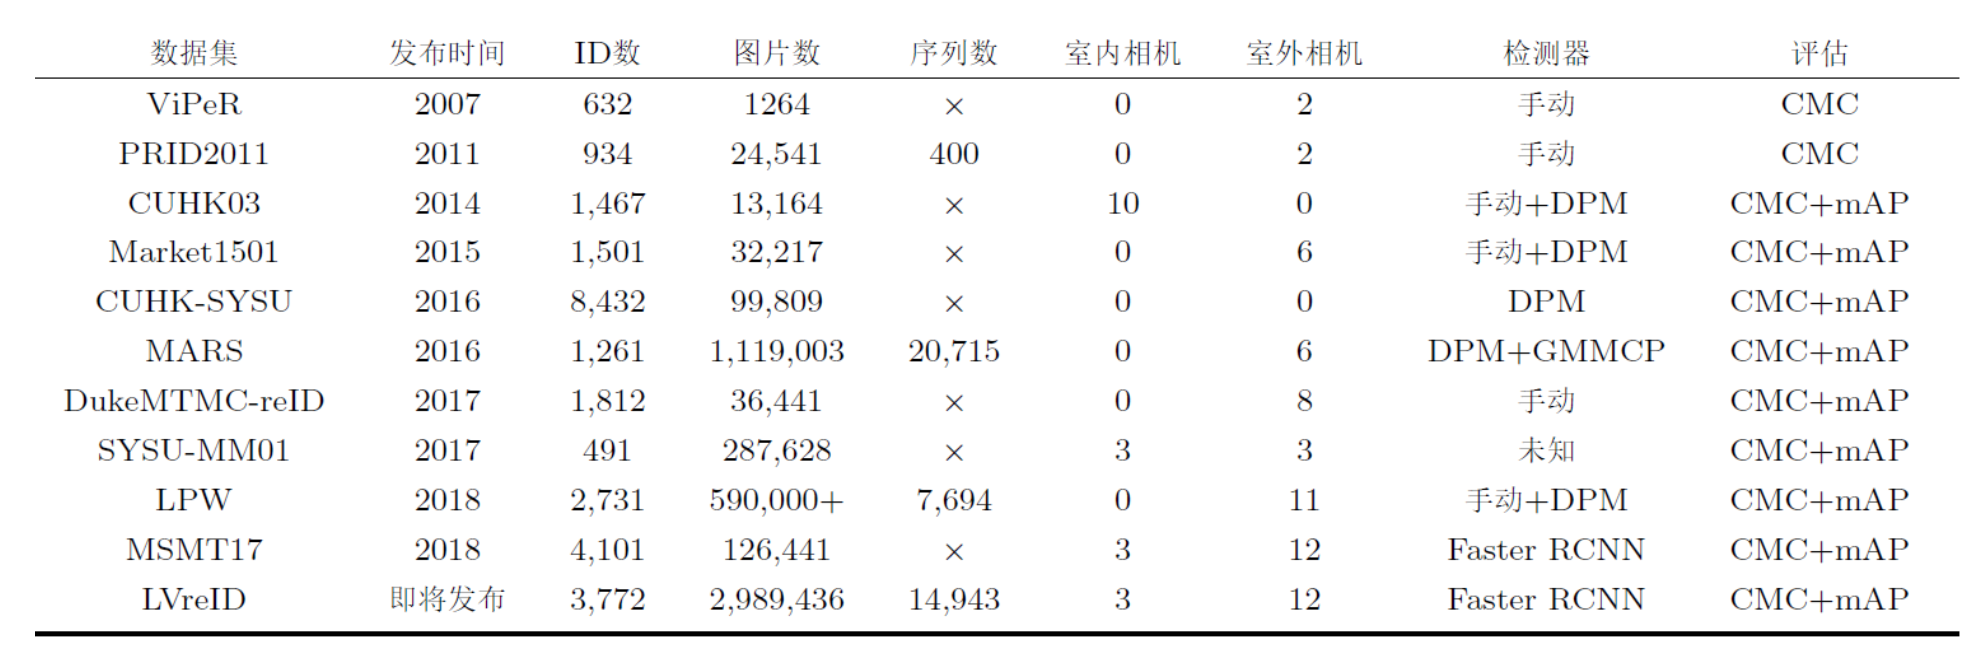 数据集 发布时间 ID数 图片数 序列数 室内相机 室外相机 检测器 评估
ViPeR 2007 632 1264 × 0 2 手动 CMC
PRID2011 2011 934 24,541 400 0 2 手动 CMC
CUHK03 2014 1,467 13,164 × 10 0 手动+DPM CMC+mAP
Market1501 2015 1,501 32,217 × 0 6 手动+DPM CMC+mAP
CUHK-SYSU 2016 8,432 99,809 × 0 0 DPM CMC+mAP
MARS 2016 1,261 1,119,003 20,715 0 6 DPM+GMMCP CMC+mAP
DukeMTMC-reID 2017 1,812 36,441 × 0 8 手动 CMC+mAP
SYSU-MM01 2017 491 287,628 × 3 3 未知 CMC+mAP
LPW 2018 2,731 590,000+ 7,694 0 11 手动+DPM CMC+mAP
MSMT17 2018 4,101 126,441 × 3 12 Faster RCNN CMC+mAP
LVreID 即将发布 3,772 2,989,436 14,943 3 12 Faster RCNN CMC+mAP